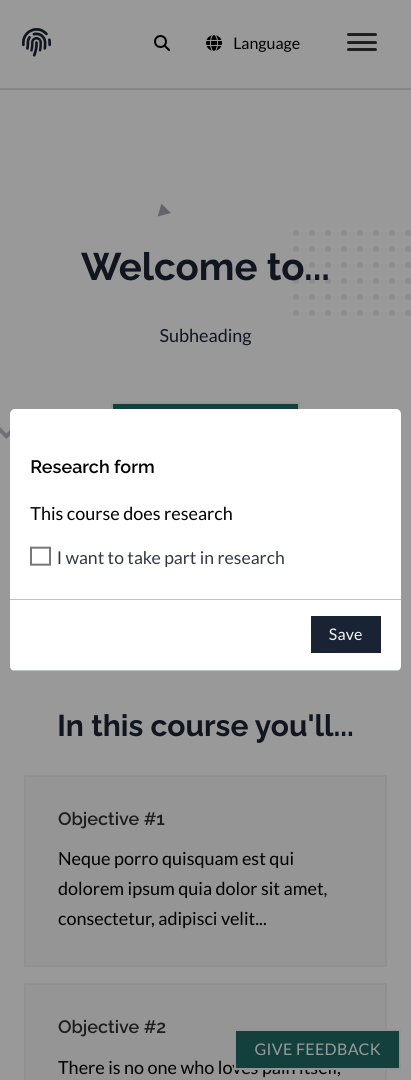 Language
Welcome to...
Subheading
Research form
This course does research
I want to take part in research
Save
In this course you'll...
Objective #1
Neque porro quisquam est qui
dolorem ipsum quia dolor sit amet,
consectetur, adipisci velit...
Objective #2
GIVE FEEDBACK
There is no one who loves pain itself,